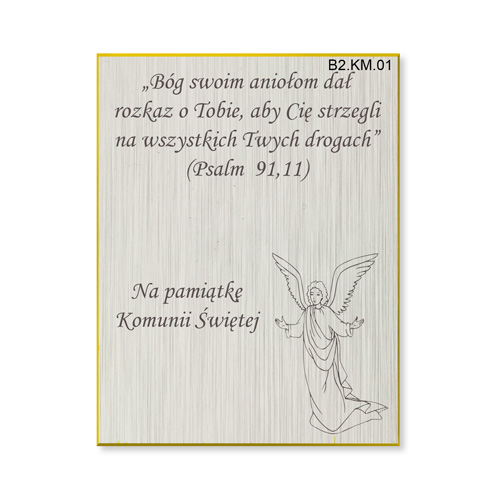 B2.KM.01
„Bóg swoim aniołom dał
rozkaz o Tobie, aby Cię strzegli
na wszystkich Twych drogach”
(Psalm 91,11)
Na pamiątkę
Komunii Świętej